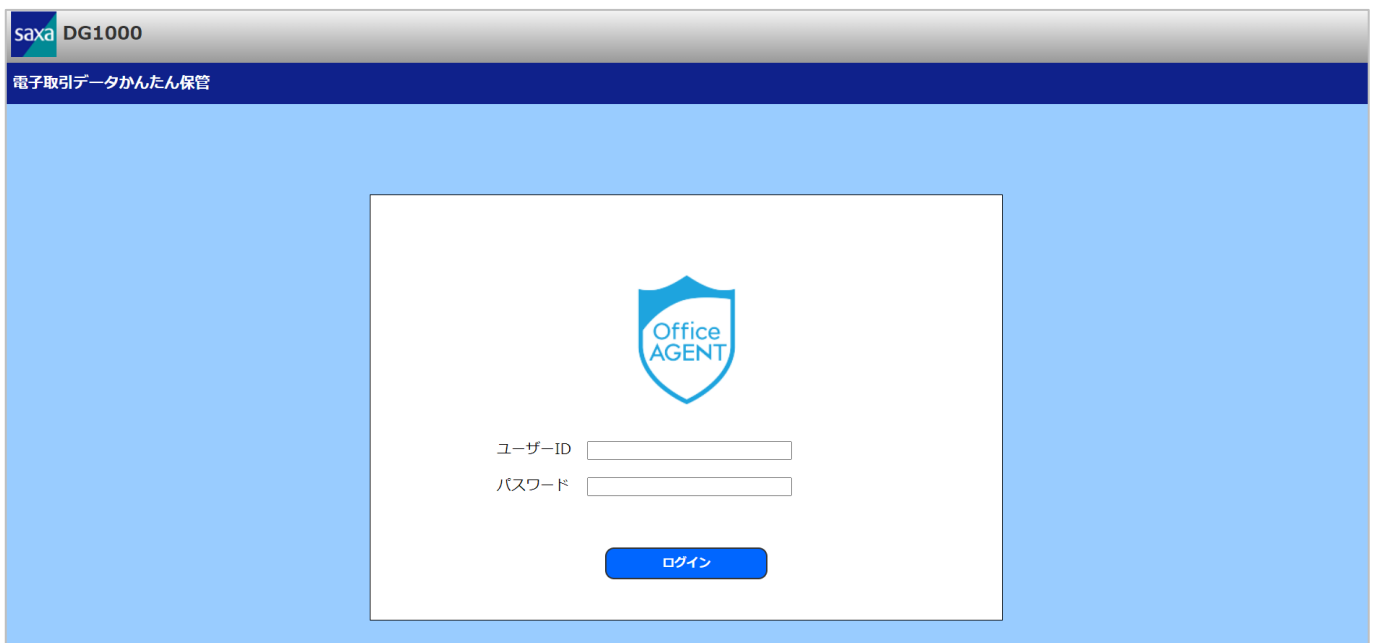 saxa DG1000
電子取引データかんたん保管
Office
AGENT
ユーザーID
パスワード
ログイン